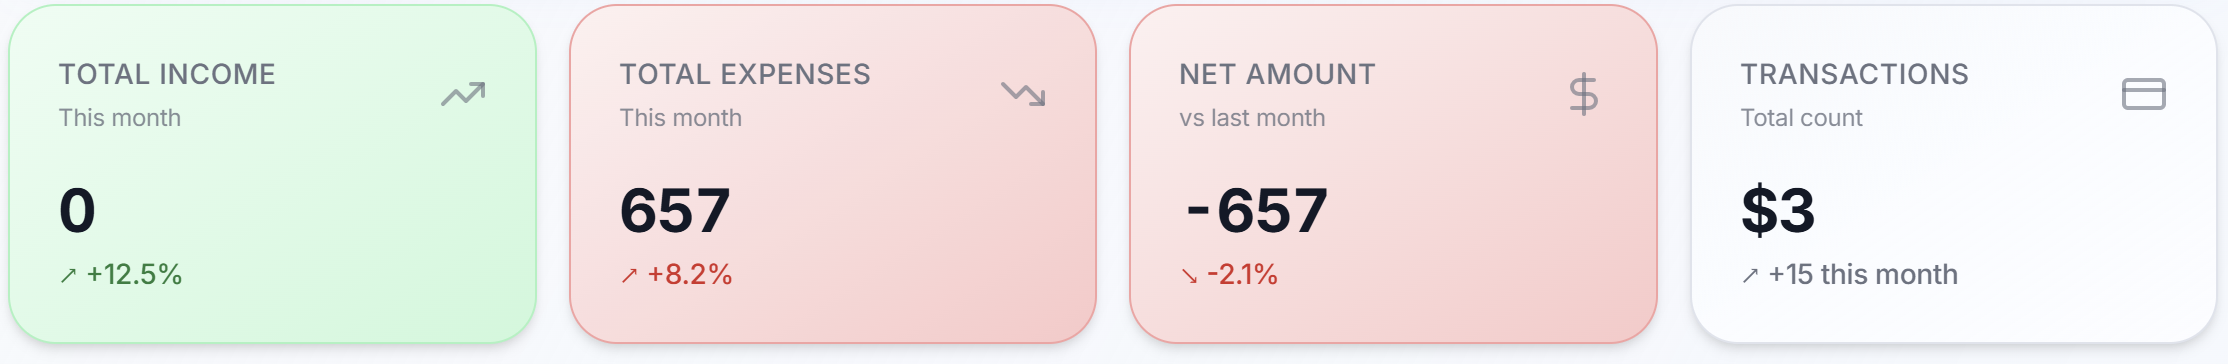 TOTAL INCOME
This month
0
↗ +12.5%
TOTAL EXPENSES
This month
657
↗ +8.2%
NET AMOUNT
vs last month
-657
↘ -2.1%
TRANSACTIONS
Total count
$3
↗ +15 this month